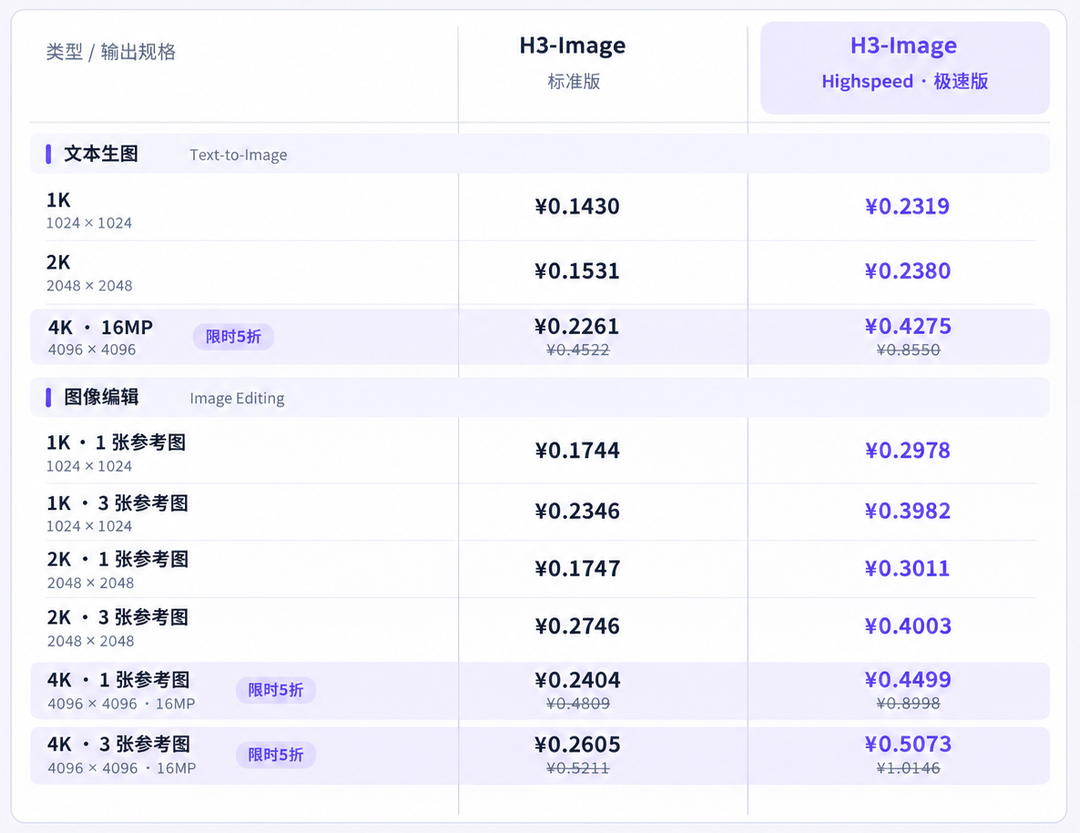 类型 / 输出规格
H3-Image
标准版
H3-Image
Highspeed · 极速版
文本生图 Text-to-Image
1K
1024 × 1024
¥0.1430
¥0.2319
2K
2048 × 2048
¥0.1531
¥0.2380
4K · 16MP
4096 × 4096
限时5折
¥0.2261
¥0.4522
¥0.4275
¥0.8550
图像编辑 Image Editing
1K · 1 张参考图
1024 × 1024
¥0.1744
¥0.2978
1K · 3 张参考图
1024 × 1024
¥0.2346
¥0.3982
2K · 1 张参考图
2048 × 2048
¥0.1747
¥0.3011
2K · 3 张参考图
2048 × 2048
¥0.2746
¥0.4003
4K · 1 张参考图
4096 × 4096 · 16MP
限时5折
¥0.2404
¥0.4809
¥0.4499
¥0.8998
4K · 3 张参考图
4096 × 4096 · 16MP
限时5折
¥0.2605
¥0.5211
¥0.5073
¥1.0146